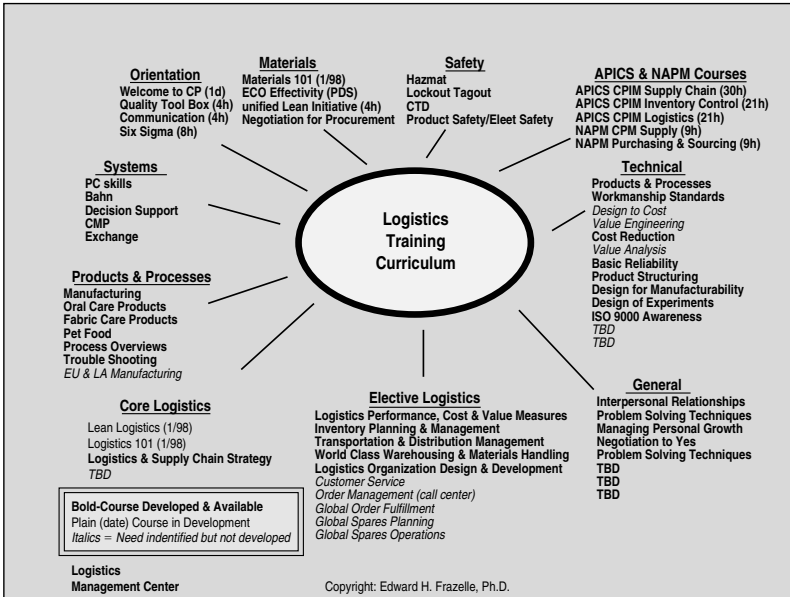 Orientation
Welcome to CP (1d)
Quality Tool Box (4h)
Communication (4h)
Six Sigma (8h)
Materials
Materials 101 (1/98)
ECO Effectivity (PDS)
unified Lean Initiative (4h)
Negotiation for Procurement
Safety
Hazmat
Lockout Tagout
CTD
Product Safety/Eleet Safety
APICS & NAPM Courses
APICS CPIM Supply Chain (30h)
APICS CPIM Inventory Control (21h)
APICS CPIM Logistics (21h)
NAPM CPM Supply (9h)
NAPM Purchasing & Sourcing (9h)
Systems
PC skills
Bahn
Decision Support
CMP
Exchange
Logistics
Training
Curriculum
Technical
Products & Processes
Workmanship Standards
Design to Cost
Value Engineering
Cost Reduction
Value Analysis
Basic Reliability
Product Structuring
Design for Manufacturability
Design of Experiments
ISO 9000 Awareness
TBD
TBD
Products & Processes
Manufacturing
Oral Care Products
Fabric Care Products
Pet Food
Process Overviews
Trouble Shooting
EU & LA Manufacturing
Core Logistics
Lean Logistics (1/98)
Logistics 101 (1/98)
Logistics & Supply Chain Strategy
TBD
Elective Logistics
Logistics Performance, Cost & Value Measures
Inventory Planning & Management
Transportation & Distribution Management
World Class Warehousing & Materials Handling
Logistics Organization Design & Development
Customer Service
Order Management (call center)
Global Order Fulfillment
Global Spares Planning
Global Spares Operations
General
Interpersonal Relationships
Problem Solving Techniques
Managing Personal Growth
Negotiation to Yes
Problem Solving Techniques
TBD
TBD
TBD
Bold-Course Developed & Available
Plain (date) Course in Development
Italics = Need indentified but not developed
Logistics
Management Center
Copyright: Edward H. Frazelle, Ph.D.